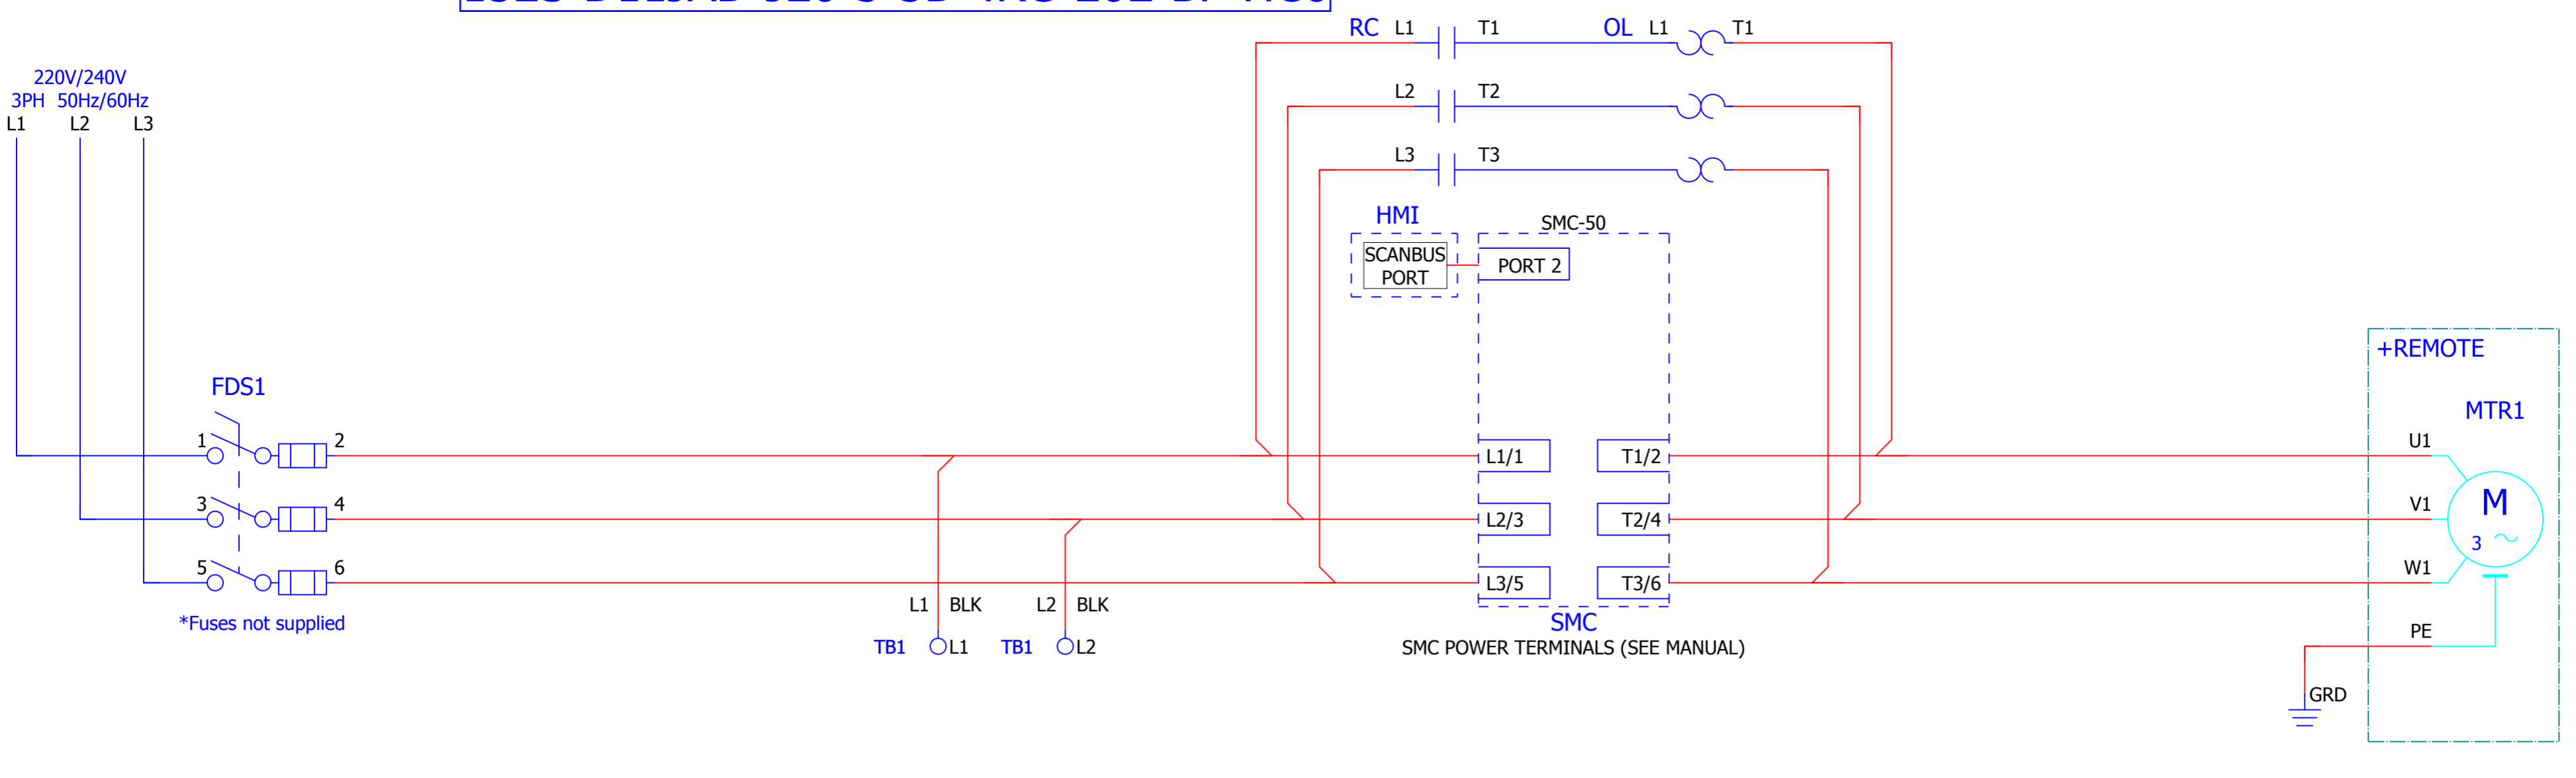 RC L1 T1 OL L1 T1
220V/240V
3PH 50Hz/60Hz
L1 L2 L3
L2 T2
L3 T3
HMI
SMC-50
SCANBUS
PORT
PORT 2
+REMOTE
FDS1
MTR1
1 2
L1/1 T1/2
U1
3 4
L2/3 T2/4
V1
M
3
5 6
L3/5 T3/6
W1
*Fuses not supplied
L1 BLK L2 BLK
SMC
PE
TB1 L1 TB1 L2
SMC POWER TERMINALS (SEE MANUAL)
GRD